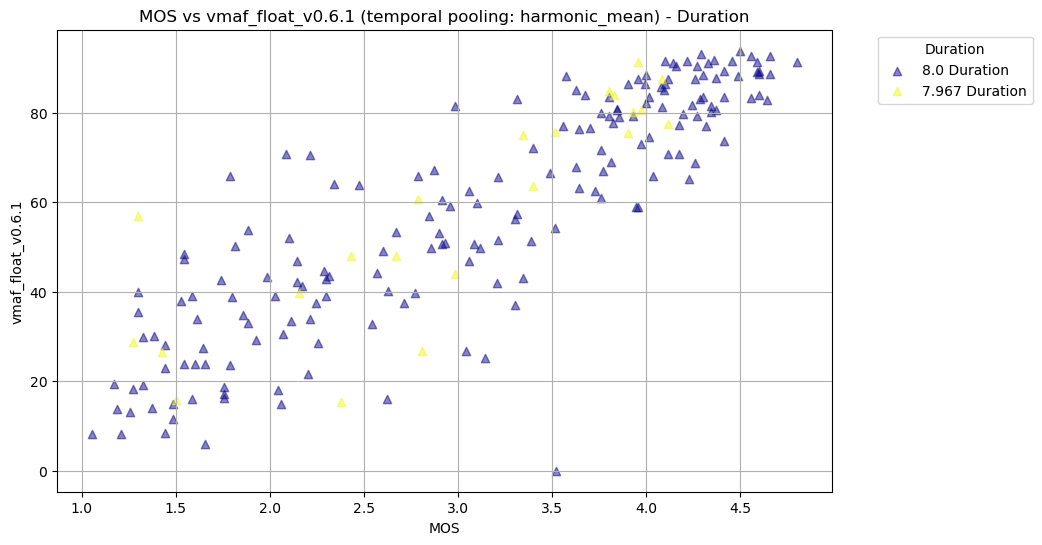 MOS vs vmaf_float_v0.6.1 (temporal pooling: harmonic_mean) - Duration
Duration
8.0 Duration
7.967 Duration
vmaf_float_v0.6.1
80
60
40
20
0
1.0 1.5 2.0 2.5 3.0 3.5 4.0 4.5
MOS